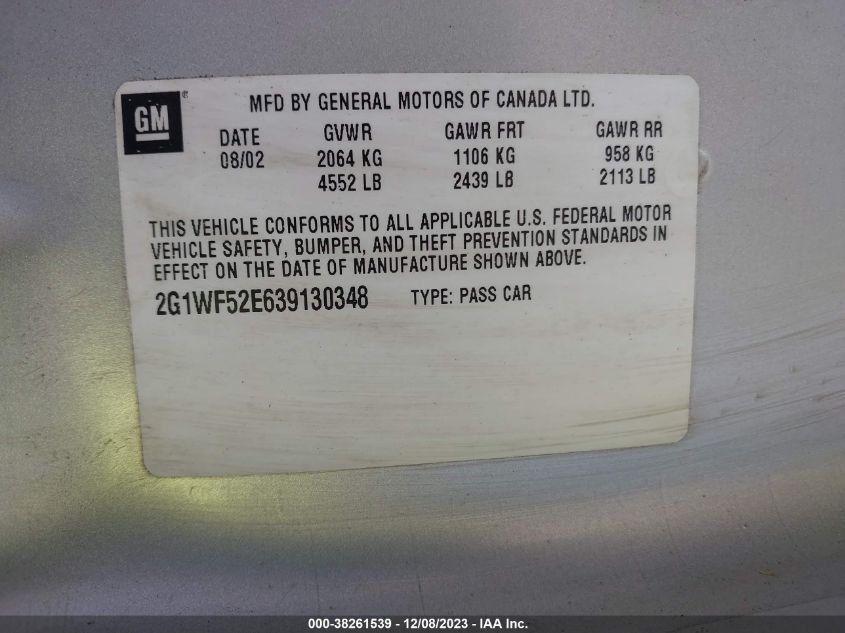 GM®
MFD BY GENERAL MOTORS OF CANADA LTD.
DATE GVWR GAWR FRT GAWR RR
08/02 2064 KG 1106 KG 958 KG
4552 LB 2439 LB 2113 LB
THIS VEHICLE CONFORMS TO ALL APPLICABLE U.S. FEDERAL MOTOR
VEHICLE SAFETY, BUMPER, AND THEFT PREVENTION STANDARDS IN
EFFECT ON THE DATE OF MANUFACTURE SHOWN ABOVE.
2G1WF52E639130348 TYPE: PASS CAR
000-38261539 - 12/08/2023 - IAA Inc.